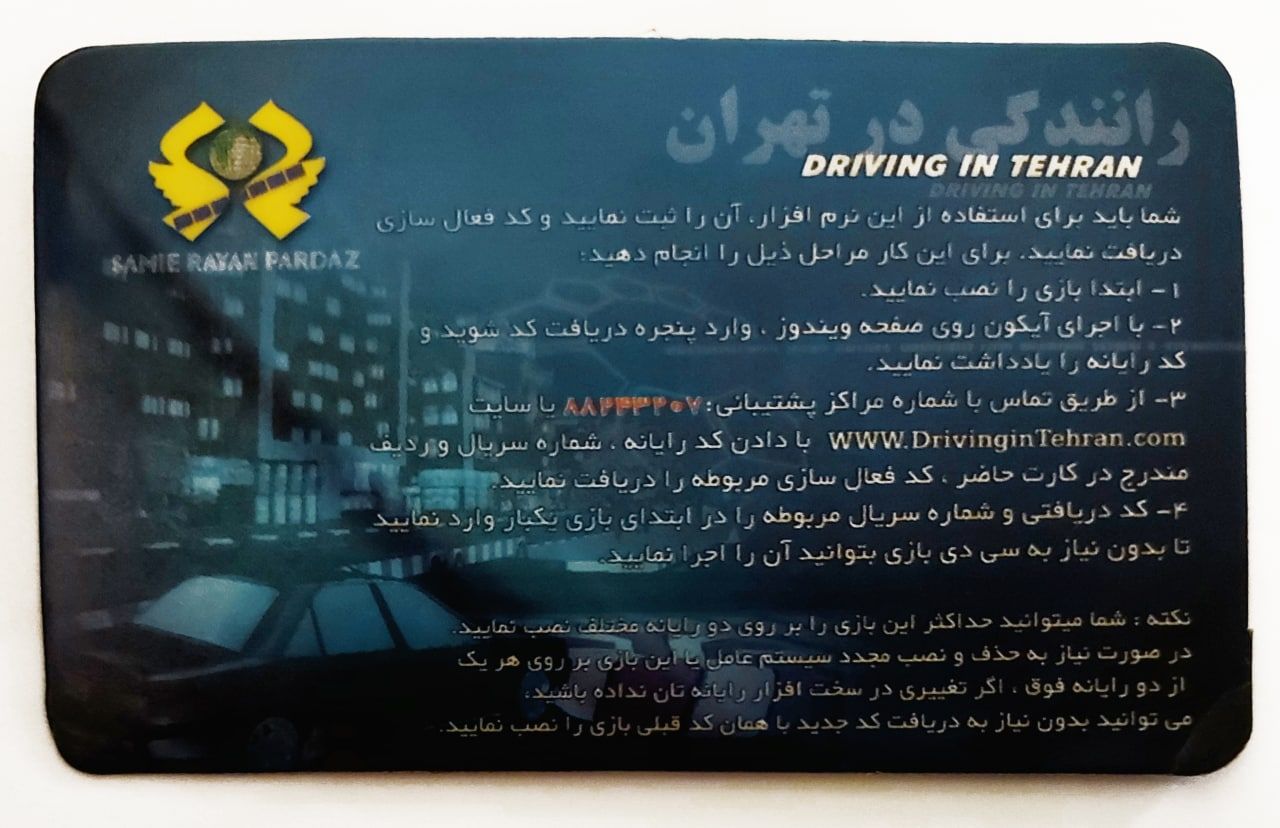 رانندگی در تهران
DRIVING IN TEHRAN
DRIVING IN TEHRAN
SAMIE RAYAN PARDAZ
شما باید برای استفاده از این نرم افزار، آن را ثبت نمایید و کد فعال سازی
دریافت نمایید. برای این کار مراحل ذیل را انجام دهید:
۱- ابتدا بازی را نصب نمایید.
۲- با اجرای آیکون روی صفحه ویندوز ، وارد پنجره دریافت کد شوید و
کد رایانه را یادداشت نمایید.
۳- از طریق تماس با شماره مراکز پشتیبانی: ۸۸۲۴۳۲۰۷ یا سایت
WWW.DrivinginTehran.com با دادن کد رایانه ، شماره سریال و ردیف
مندرج در کارت حاضر ، کد فعال سازی مربوطه را دریافت نمایید.
۴- کد دریافتی و شماره سریال مربوطه را در ابتدای بازی یکبار وارد نمایید
تا بدون نیاز به سی دی بازی بتوانید آن را اجرا نمایید.
نکته : شما میتوانید حداکثر این بازی را بر روی دو رایانه مختلف نصب نمایید.
در صورت نیاز به حذف و نصب مجدد سیستم عامل یا این بازی بر روی هر یک
از دو رایانه فوق ، اگر تغییری در سخت افزار رایانه تان نداده باشید،
می توانید بدون نیاز به دریافت کد جدید با همان کد قبلی بازی را نصب نمایید.